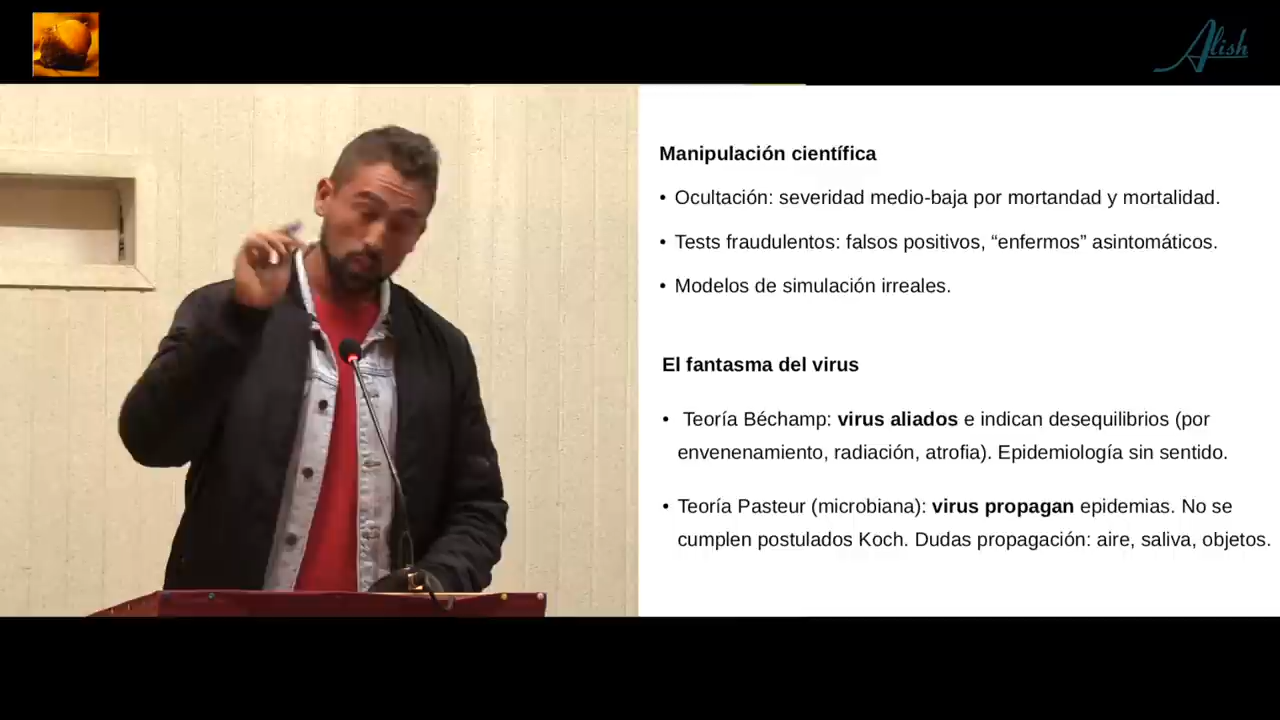 Alish
Manipulación científica
• Ocultación: severidad medio-baja por mortandad y mortalidad.
• Tests fraudulentos: falsos positivos, “enfermos” asintomáticos.
• Modelos de simulación irreales.
El fantasma del virus
• Teoría Béchamp: virus aliados e indican desequilibrios (por
envenenamiento, radiación, atrofia). Epidemiología sin sentido.
• Teoría Pasteur (microbiana): virus propagan epidemias. No se
cumplen postulados Koch. Dudas propagación: aire, saliva, objetos.